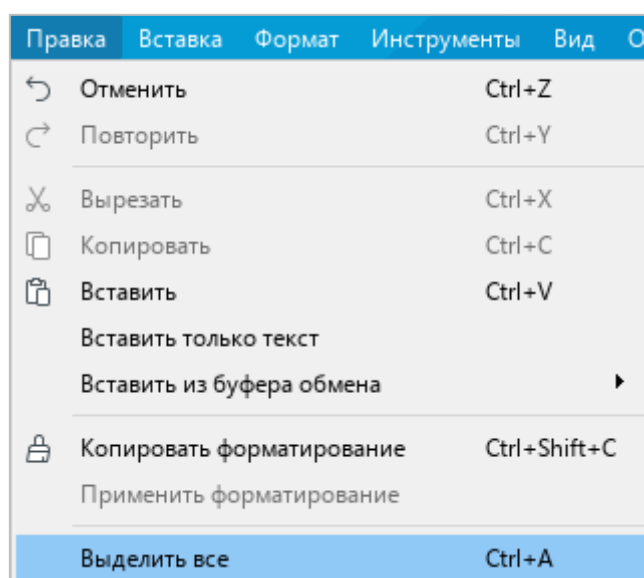 Правка Вставка Формат Инструменты Вид
Отменить Ctrl+Z
Повторить Ctrl+Y
Вырезать Ctrl+X
Копировать Ctrl+C
Вставить Ctrl+V
Вставить только текст
Вставить из буфера обмена
Копировать форматирование Ctrl+Shift+C
Применить форматирование
Выделить все Ctrl+A